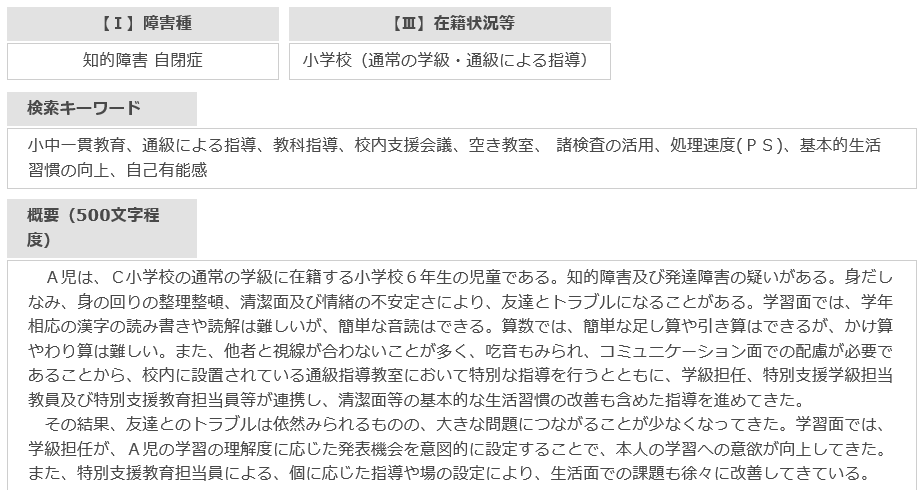 【Ⅰ】障害種
【Ⅲ】在籍状況等
知的障害 自閉症
小学校（通常の学級・通級による指導）
検索キーワード
小中一貫教育、通級による指導、教科指導、校内支援会議、空き教室、 諸検査の活用、処理速度(ＰＳ)、基本的生活
習慣の向上、自己有能感
概要（500文字程
度）
　Ａ児は、Ｃ小学校の通常の学級に在籍する小学校６年生の児童である。知的障害及び発達障害の疑いがある。身だし
なみ、身の回りの整理整頓、清潔面及び情緒の不安定さにより、友達とトラブルになることがある。学習面では、学年
相応の漢字の読み書きや読解は難しいが、簡単な音読はできる。算数では、簡単な足し算や引き算はできるが、かけ算
やわり算は難しい。また、他者と視線が合わないことが多く、吃音もみられ、コミュニケーション面での配慮が必要で
あることから、校内に設置されている通級指導教室において特別な指導を行うとともに、学級担任、特別支援学級担当
教員及び特別支援教育担当員等が連携し、清潔面等の基本的な生活習慣の改善も含めた指導を進めてきた。
　その結果、友達とのトラブルは依然みられるものの、大きな問題につながることが少なくなってきた。学習面では、
学級担任が、Ａ児の学習の理解度に応じた発表機会を意図的に設定することで、本人の学習への意欲が向上してきた。
また、特別支援教育担当員による、個に応じた指導や場の設定により、生活面での課題も徐々に改善してきている。